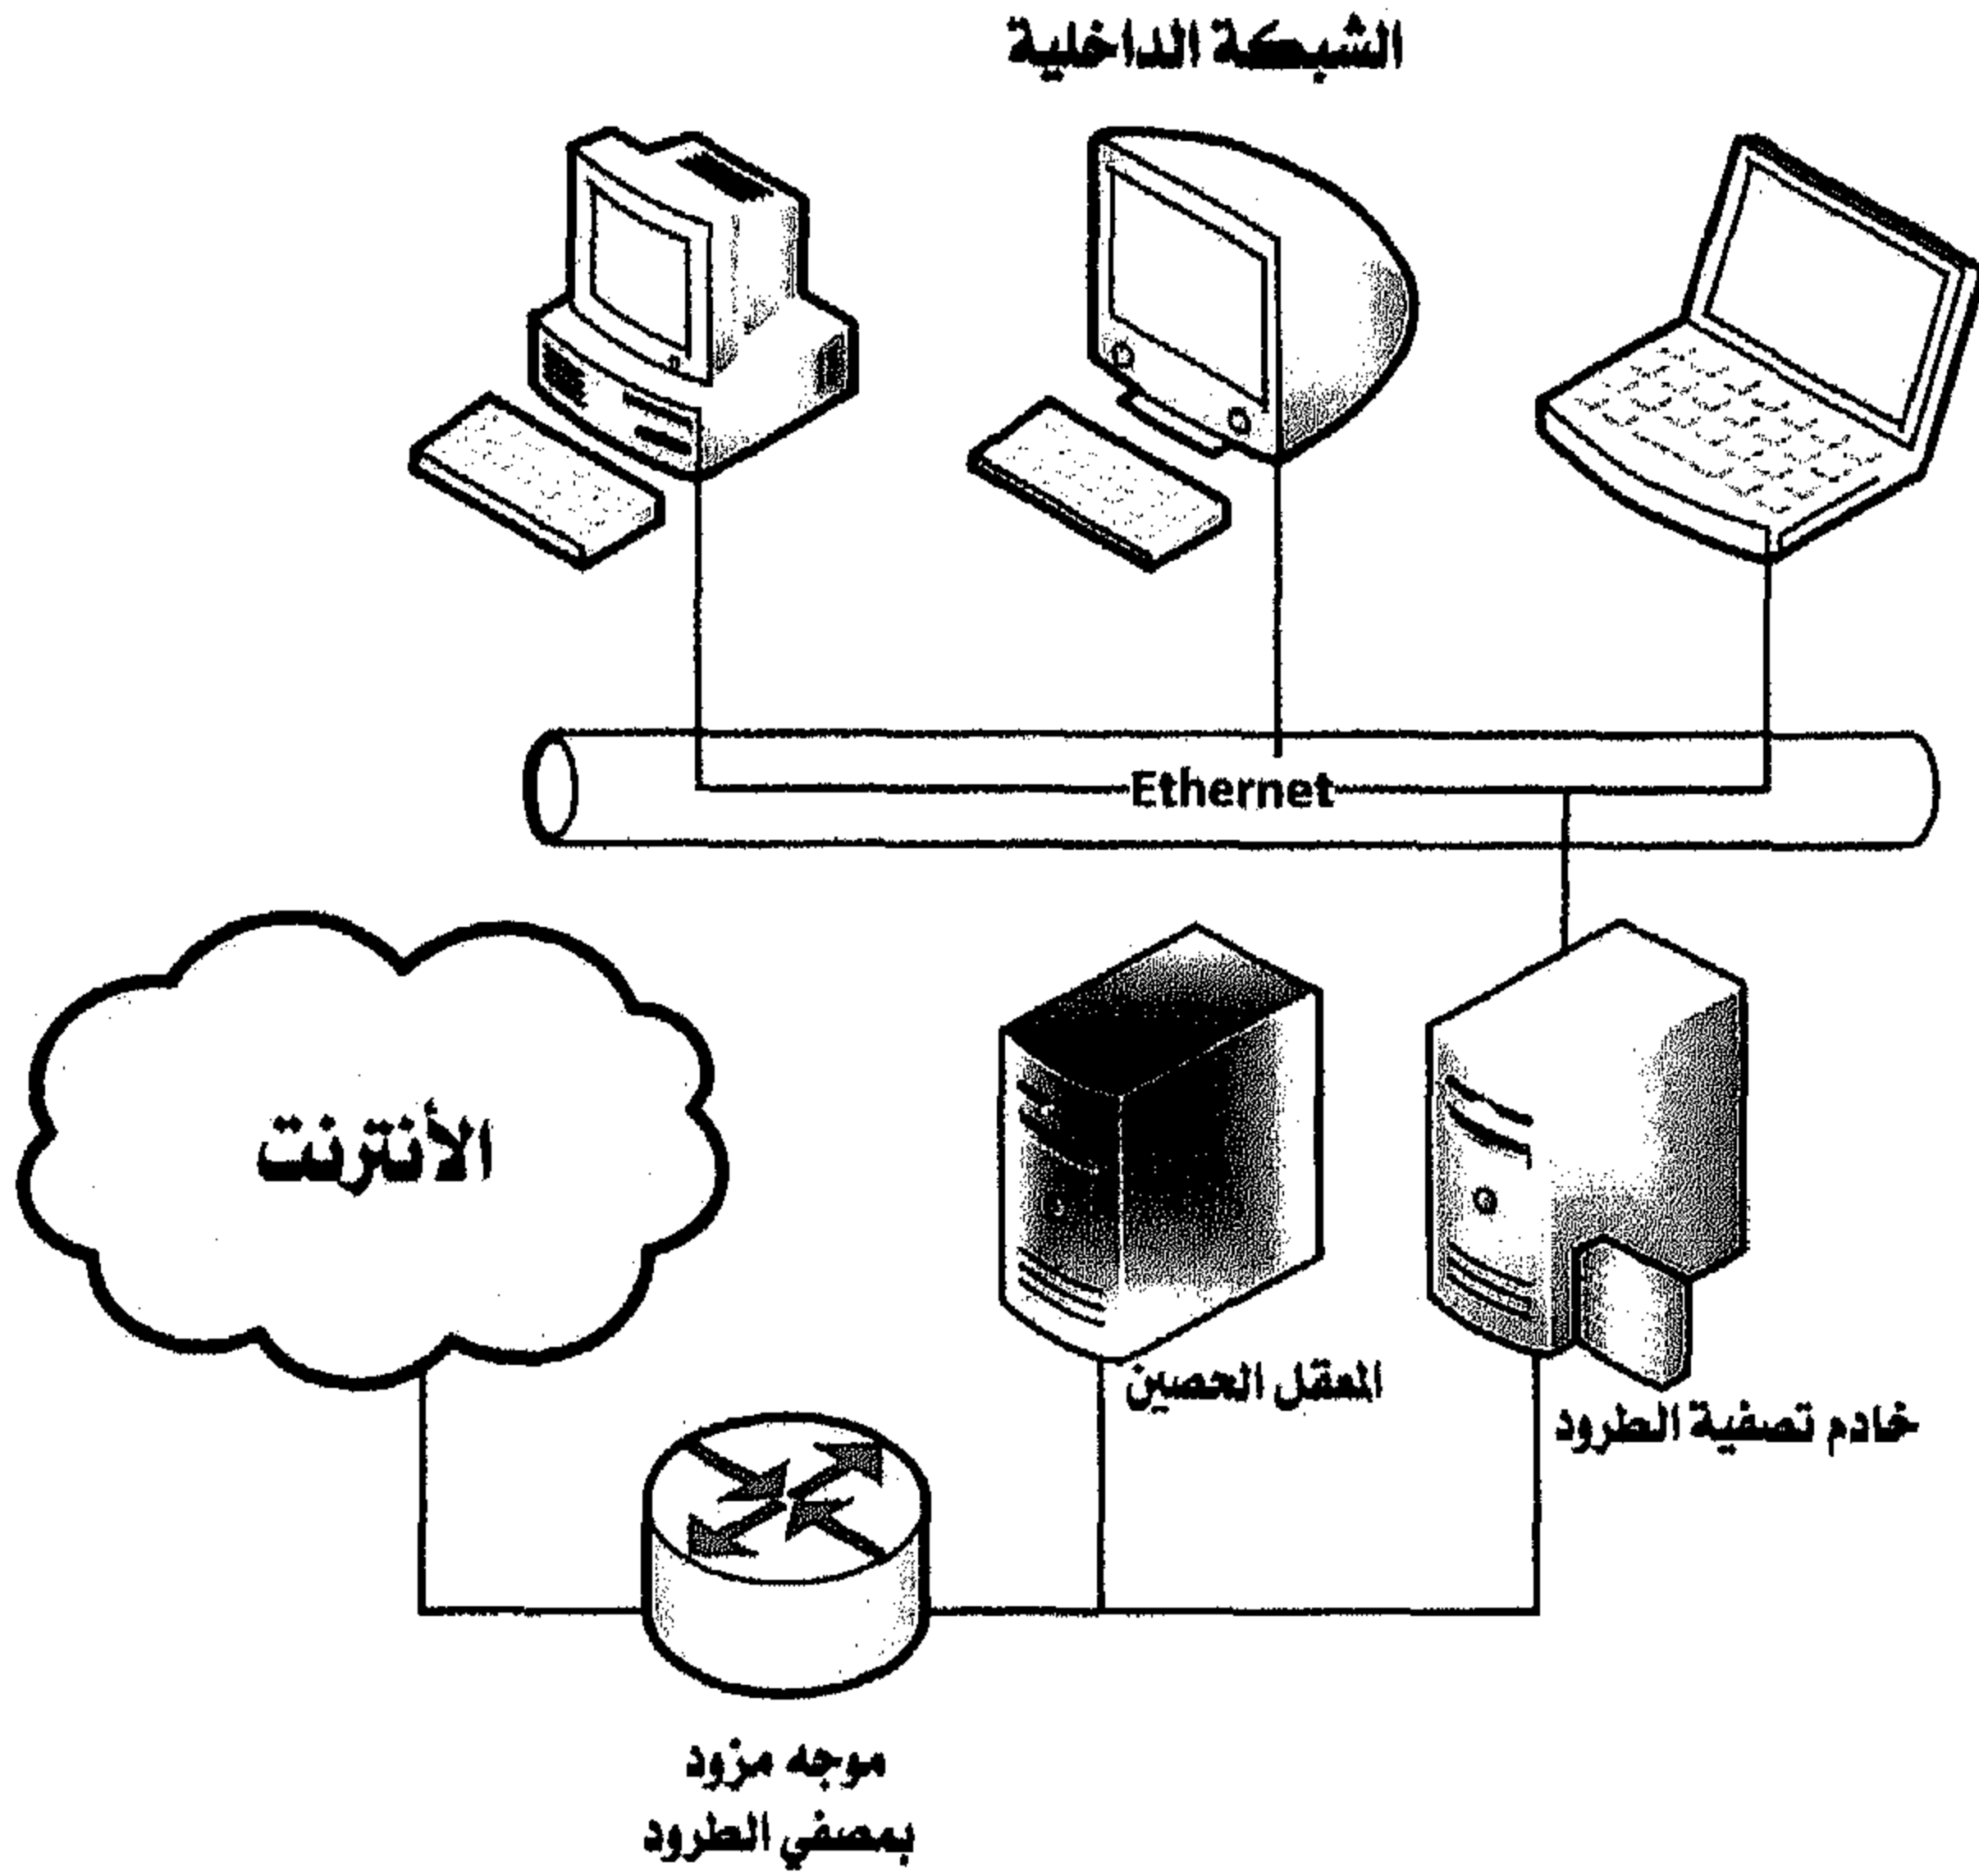 الشبكة الداخلية
Ethernet
الأنترنت
المعقل الحصين
خادم تصفية الطرود
موجه مزود
بمصفي الطرود